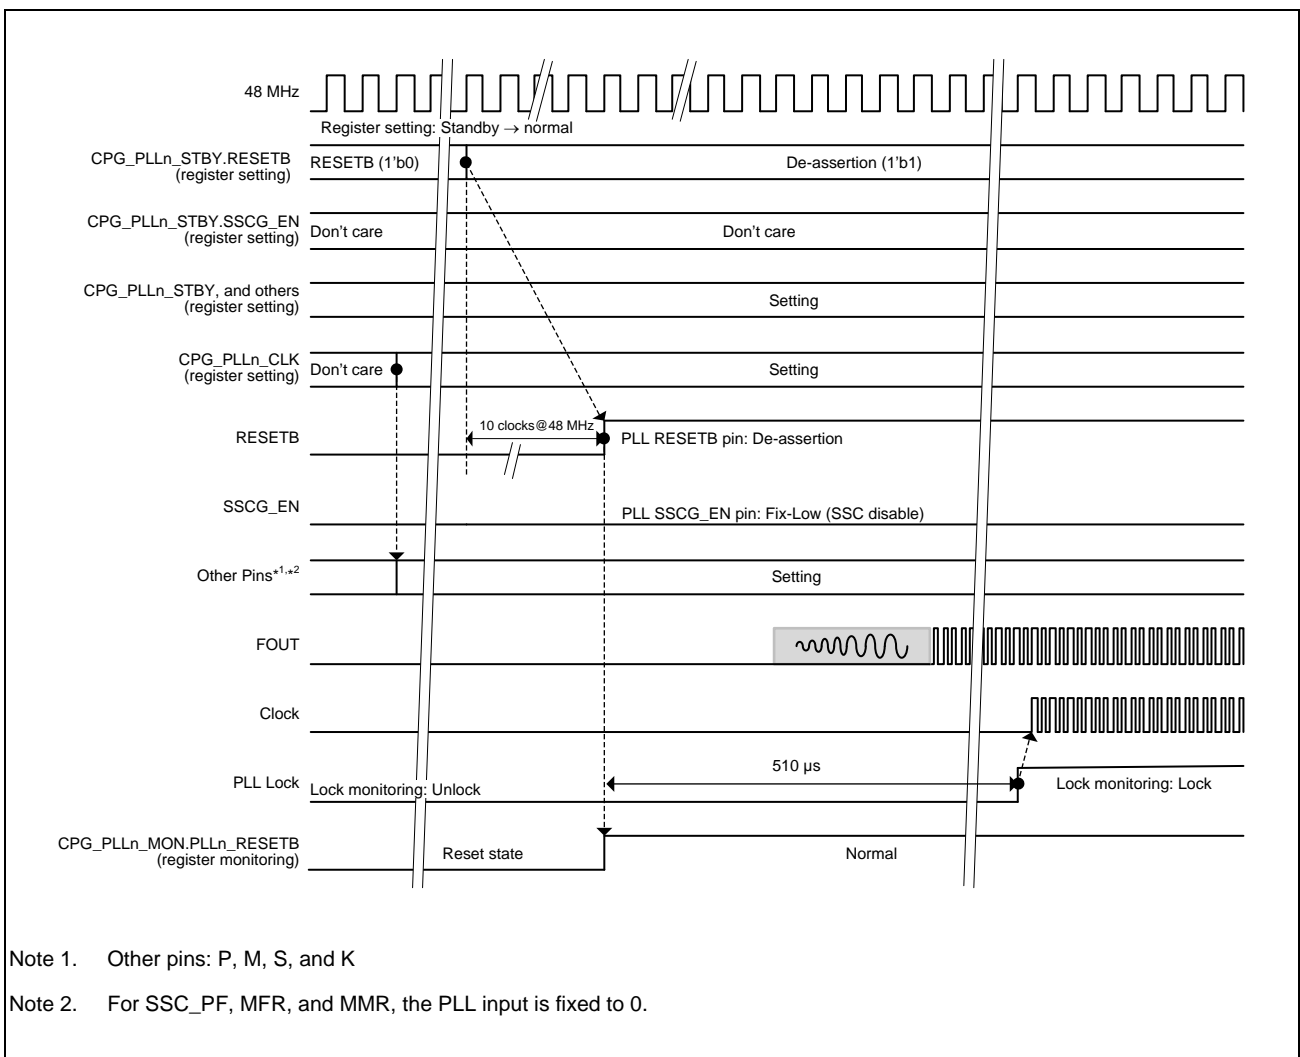 48 MHz
Register setting: Standby → normal
CPG_PLLn_STBY.RESETB
(register setting)
RESETB (1'b0)
De-assertion (1'b1)
CPG_PLLn_STBY.SSCG_EN
(register setting)
Don't care
Don't care
CPG_PLLn_STBY, and others
(register setting)
Setting
CPG_PLLn_CLK
(register setting)
Don't care
Setting
RESETB
10 clocks@48 MHz
PLL RESETB pin: De-assertion
SSCG_EN
PLL SSCG_EN pin: Fix-Low (SSC disable)
Other Pins*1,*2
Setting
FOUT
Clock
PLL Lock
Lock monitoring: Unlock
510 µs
Lock monitoring: Lock
CPG_PLLn_MON.PLLn_RESETB
(register monitoring)
Reset state
Normal
Note 1. Other pins: P, M, S, and K
Note 2. For SSC_PF, MFR, and MMR, the PLL input is fixed to 0.